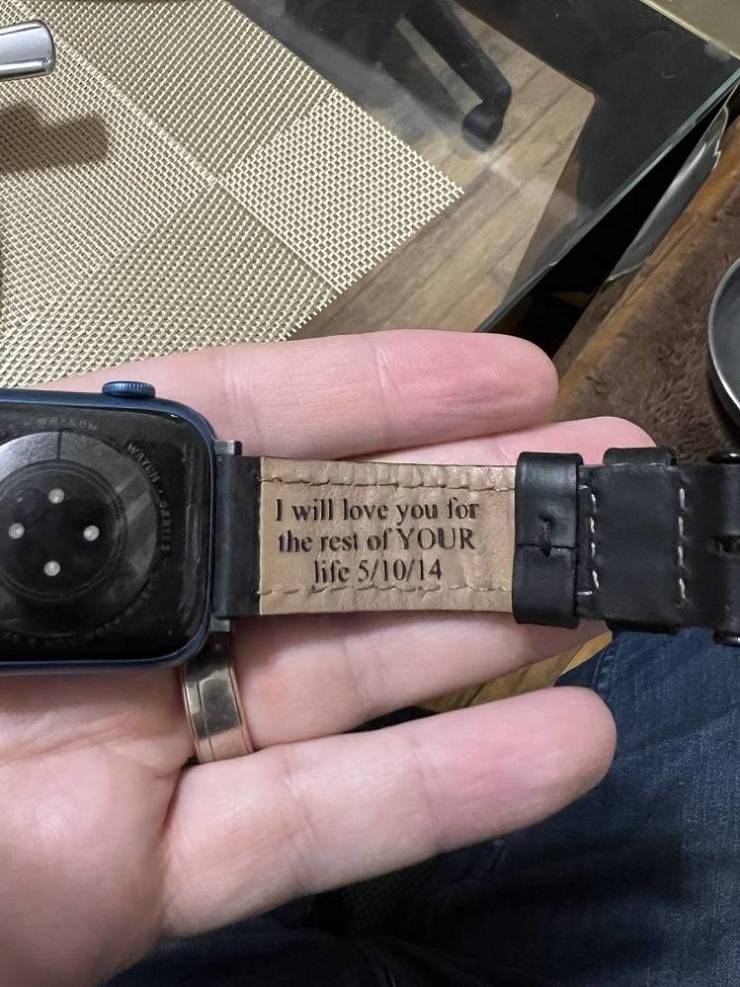 I will love you for
the rest of YOUR
life 5/10/14